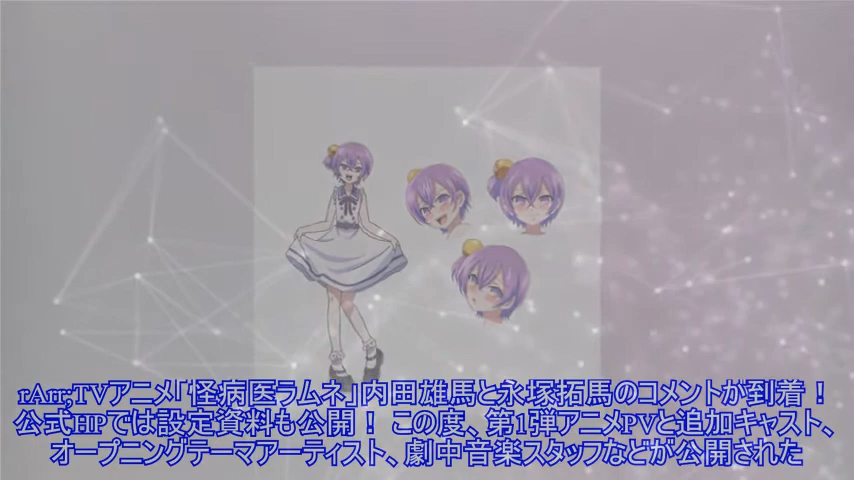 rArr;TVアニメ「怪病医ラムネ」内田雄馬と永塚拓馬のコメントが到着！
公式HPでは設定資料も公開！ この度、第1弾アニメPVと追加キャスト、
オープニングテーマアーティスト、劇中音楽スタッフなどが公開された